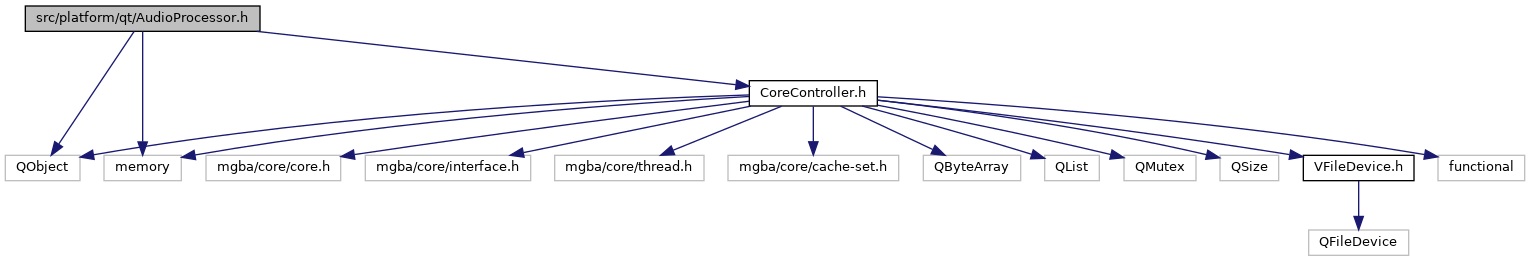 src/platform/qt/AudioProcessor.h
CoreController.h
QObject
memory
mgba/core/core.h
mgba/core/interface.h
mgba/core/thread.h
mgba/core/cache-set.h
QByteArray
QList
QMutex
QSize
VFileDevice.h
functional
QFileDevice